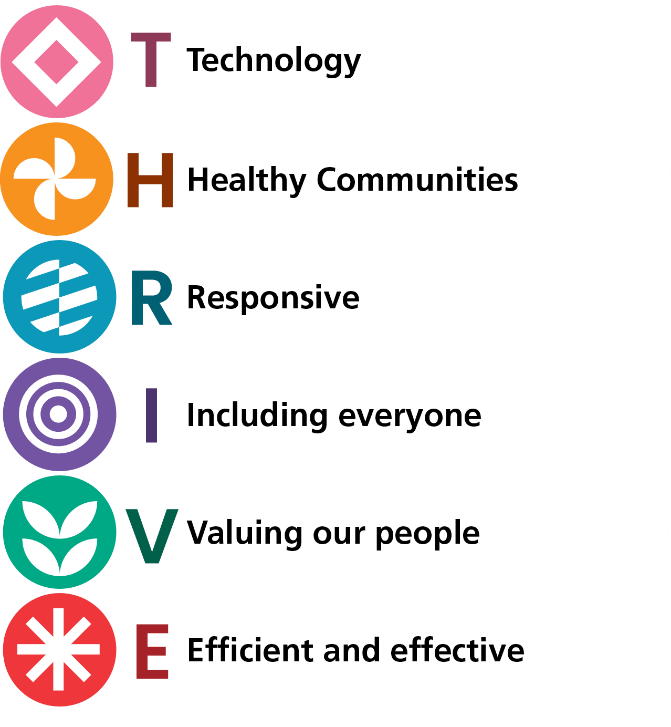 T Technology
H Healthy Communities
R Responsive
I Including everyone
V Valuing our people
E Efficient and effective